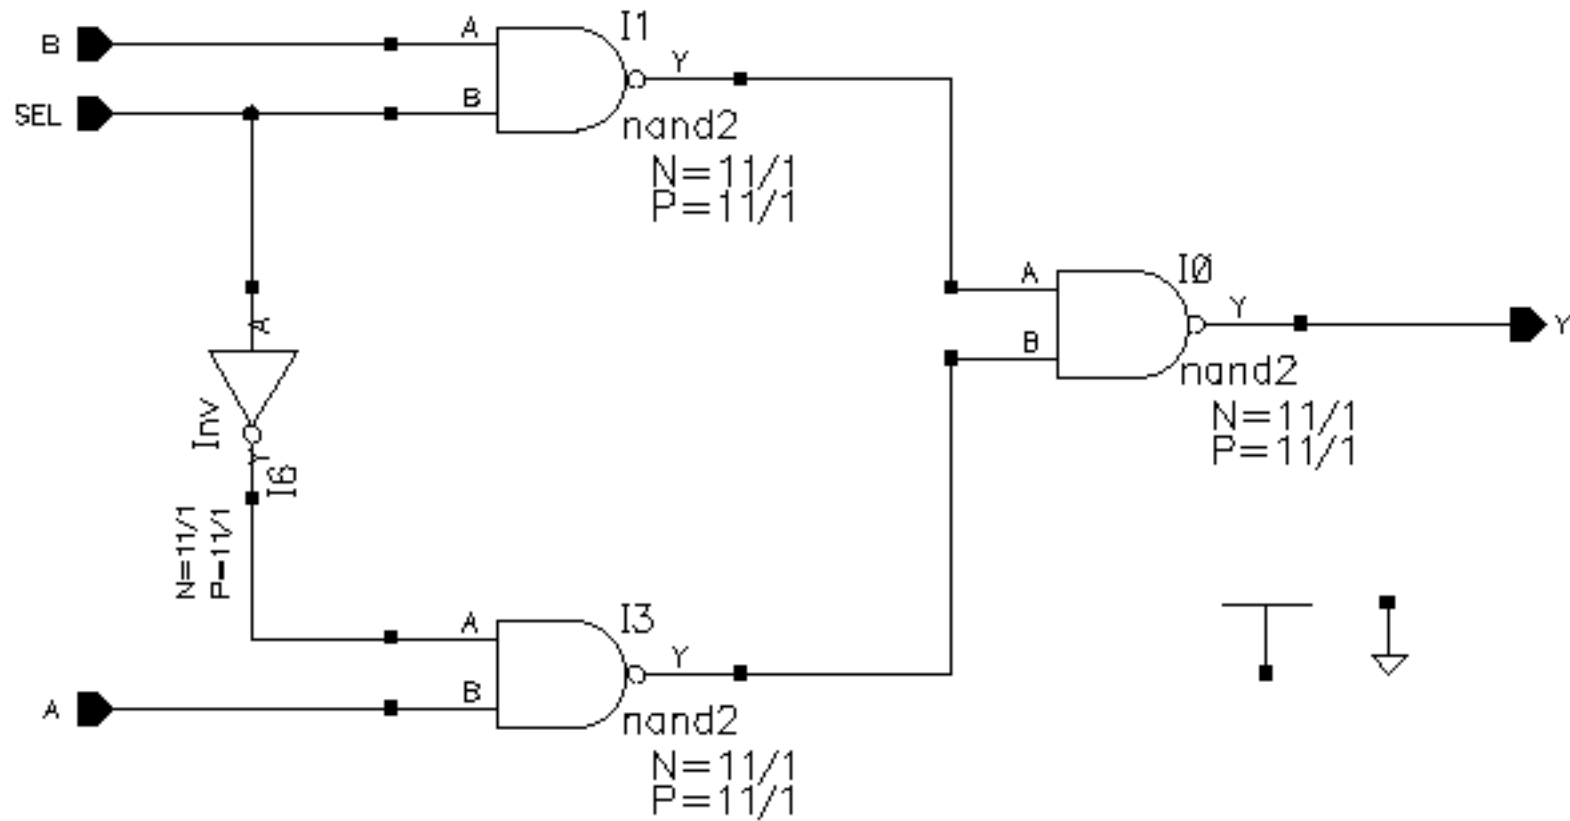 B
A
I1
Y
SEL
B
nand2
N=11/1
P=11/1
A
Inv
Y
I6
N=11/1
P=11/1
A
I0
Y
Y
B
nand2
N=11/1
P=11/1
A
I3
Y
A
B
nand2
N=11/1
P=11/1